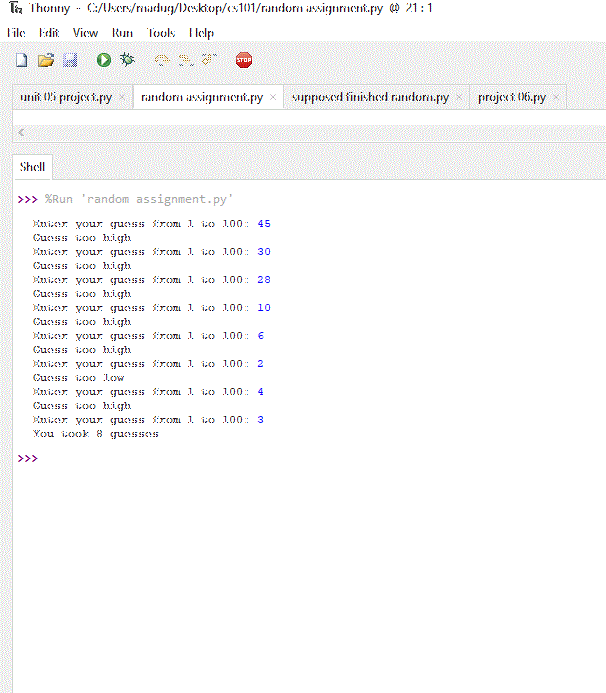 Thonny - C:/Users/madug/Desktop/cs101/random assignment.py @ 21:1
File Edit View Run Tools Help
STOP
unit 05 project.py × random assignment.py × supposed finished random.py × project 06.py ×
Shell
>>> %Run 'random assignment.py'
Enter your guess from 1 to 100: 45
Guess too high
Enter your guess from 1 to 100: 30
Guess too high
Enter your guess from 1 to 100: 28
Guess too high
Enter your guess from 1 to 100: 10
Guess too high
Enter your guess from 1 to 100: 6
Guess too high
Enter your guess from 1 to 100: 2
Guess too low
Enter your guess from 1 to 100: 4
Guess too high
Enter your guess from 1 to 100: 3
You took 8 guesses
>>>